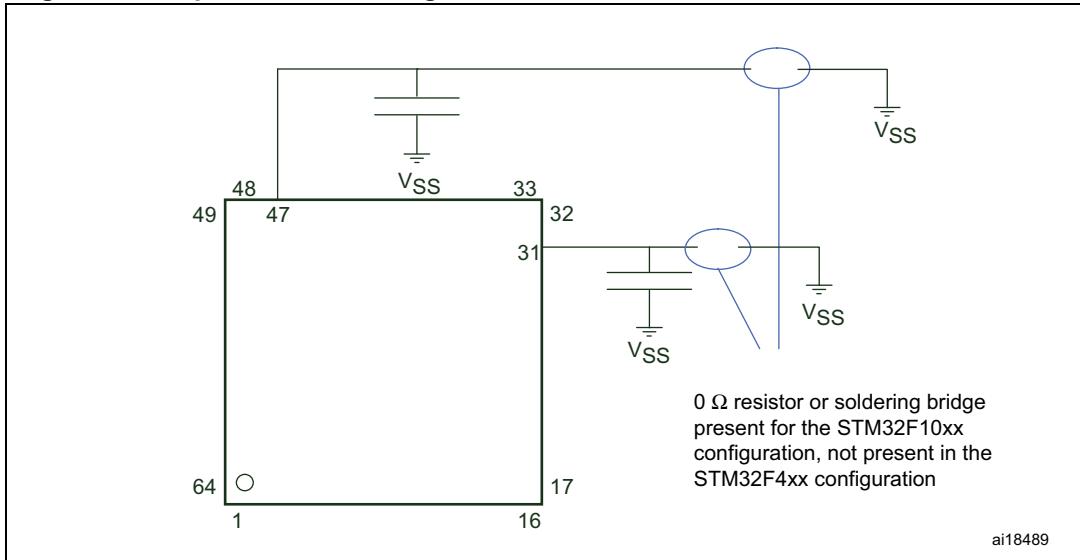 VSS
VSS
48
33
49
47
32
31
VSS
VSS
0 Ω resistor or soldering bridge
present for the STM32F10xx
configuration, not present in the
STM32F4xx configuration
64
17
1
16
ai18489